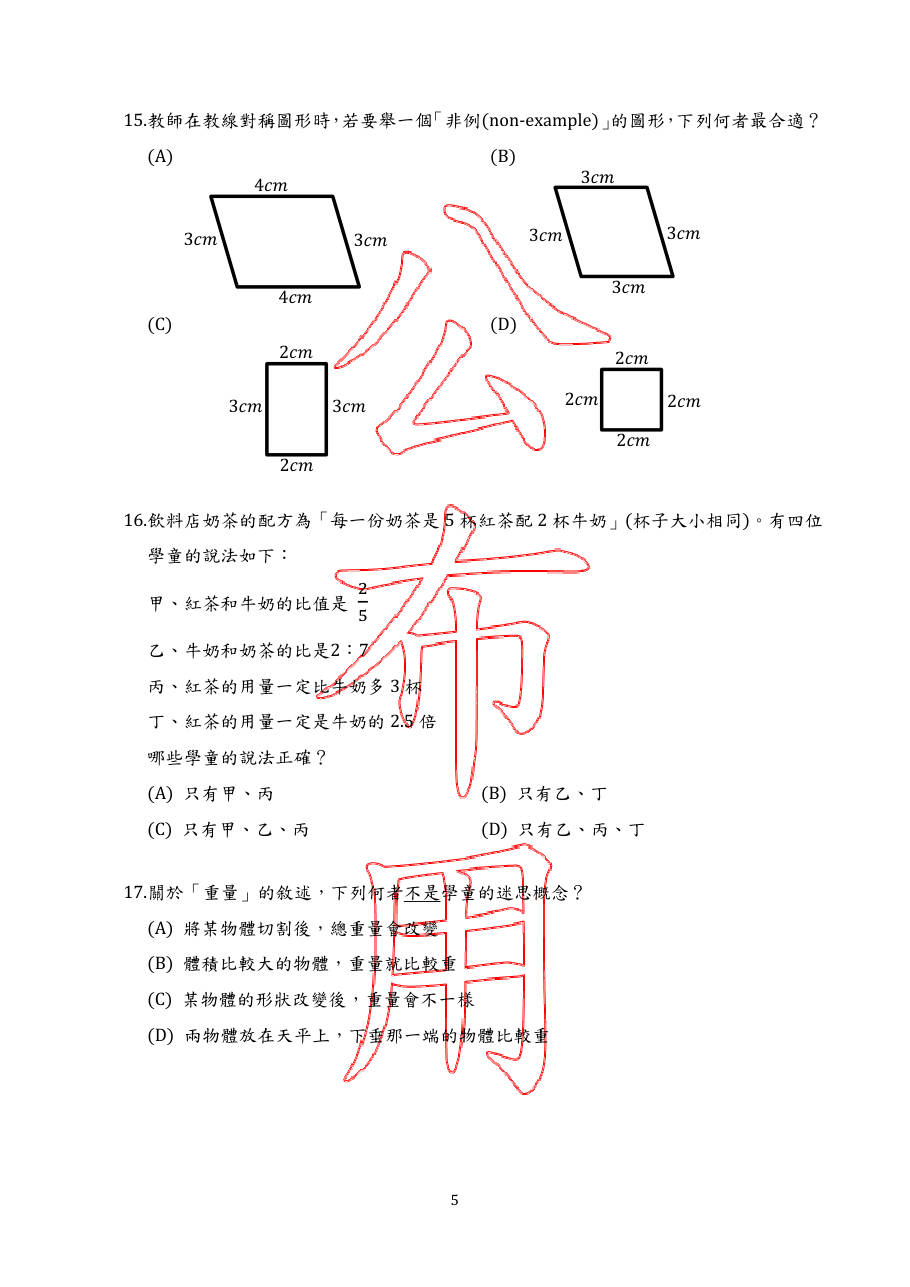 15.教師在教線對稱圖形時，若要舉一個「非例(non-example)」的圖形，下列何者最合適？
(A) (B)
4cm 3cm
3cm 3cm 3cm 3cm
4cm 3cm
(C) (D)
2cm 2cm
3cm 3cm 2cm 2cm
2cm 2cm
16.飲料店奶茶的配方為「每一份奶茶是 5 杯紅茶配 2 杯牛奶」(杯子大小相同)。有四位
學童的說法如下：
甲、紅茶和牛奶的比值是 2/5
乙、牛奶和奶茶的比是2：7
丙、紅茶的用量一定比牛奶多 3 杯
丁、紅茶的用量一定是牛奶的 2.5 倍
哪些學童的說法正確？
(A) 只有甲、丙 (B) 只有乙、丁
(C) 只有甲、乙、丙 (D) 只有乙、丙、丁
17.關於「重量」的敘述，下列何者不是學童的迷思概念？
(A) 將某物體切割後，總重量會改變
(B) 體積比較大的物體，重量就比較重
(C) 某物體的形狀改變後，重量會不一樣
(D) 兩物體放在天平上，下垂那一端的物體比較重
5
公
布
用